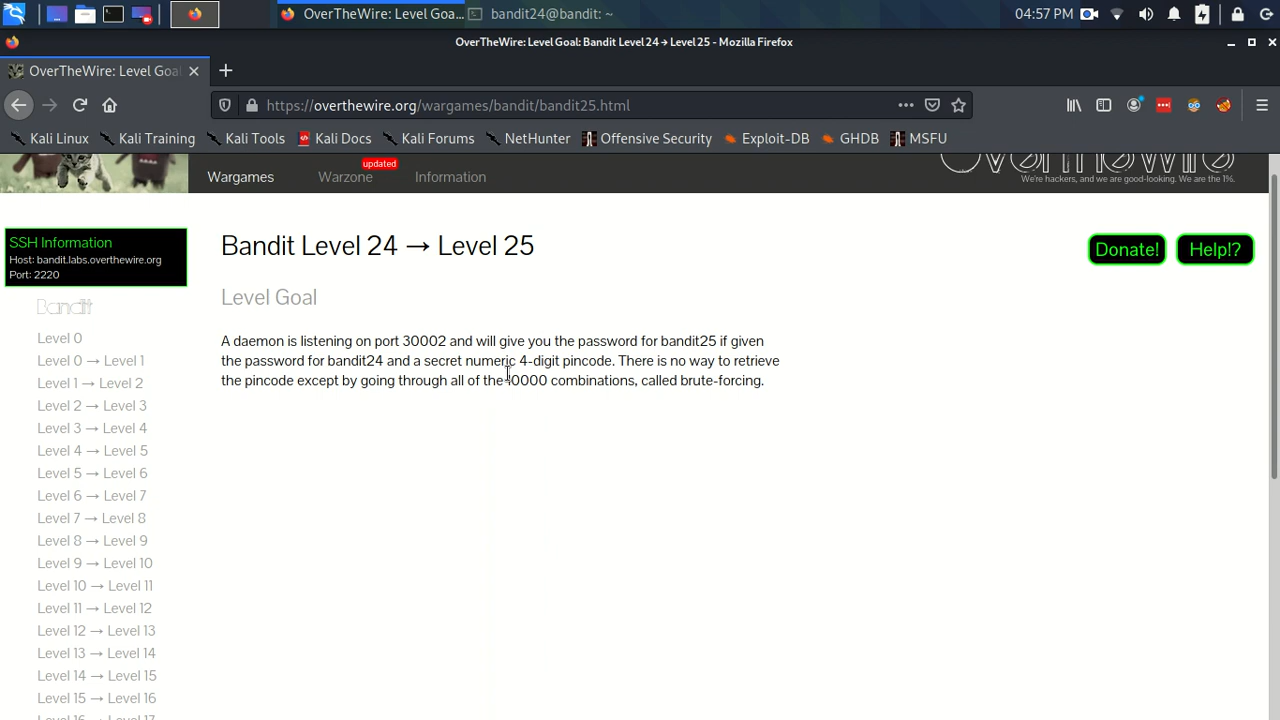 OverTheWire: Level Goa...
bandit24@bandit: ~
04:57 PM
OverTheWire: Level Goal: Bandit Level 24 → Level 25 - Mozilla Firefox
OverTheWire: Level Goal
https://overthewire.org/wargames/bandit/bandit25.html
Kali Linux
Kali Training
Kali Tools
Kali Docs
Kali Forums
NetHunter
Offensive Security
Exploit-DB
GHDB
MSFU
updated
Wargames
Warzone
Information
We're hackers, and we are good-looking. We are the 1%.
SSH Information
Host: bandit.labs.overthewire.org
Port: 2220
Bandit
Level 0
Level 0 → Level 1
Level 1 → Level 2
Level 2 → Level 3
Level 3 → Level 4
Level 4 → Level 5
Level 5 → Level 6
Level 6 → Level 7
Level 7 → Level 8
Level 8 → Level 9
Level 9 → Level 10
Level 10 → Level 11
Level 11 → Level 12
Level 12 → Level 13
Level 13 → Level 14
Level 14 → Level 15
Level 15 → Level 16
Level 16 → Level 17
Bandit Level 24 → Level 25
Donate!
Help!?
Level Goal
A daemon is listening on port 30002 and will give you the password for bandit25 if given
the password for bandit24 and a secret numeric 4-digit pincode. There is no way to retrieve
the pincode except by going through all of the 10000 combinations, called brute-forcing.